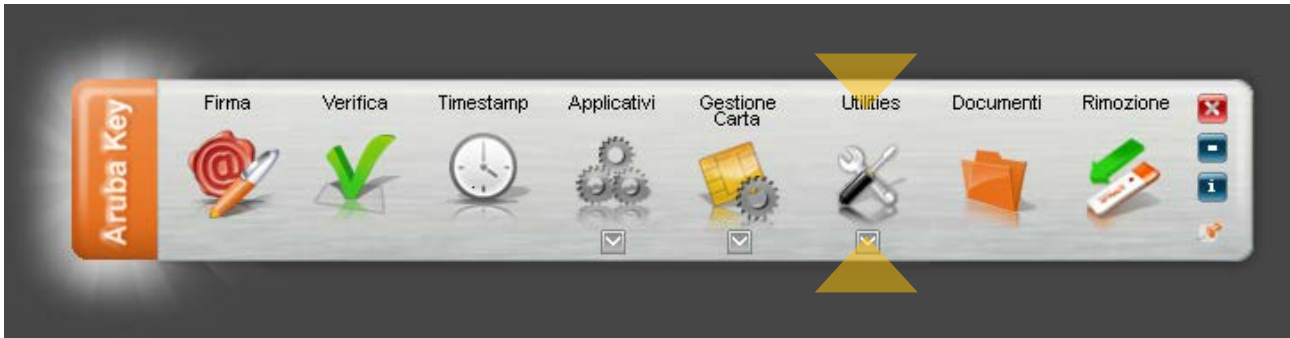 Aruba Key
Firma
Verifica
Timestamp
Applicativi
Gestione
Carta
Utilities
Documenti
Rimozione